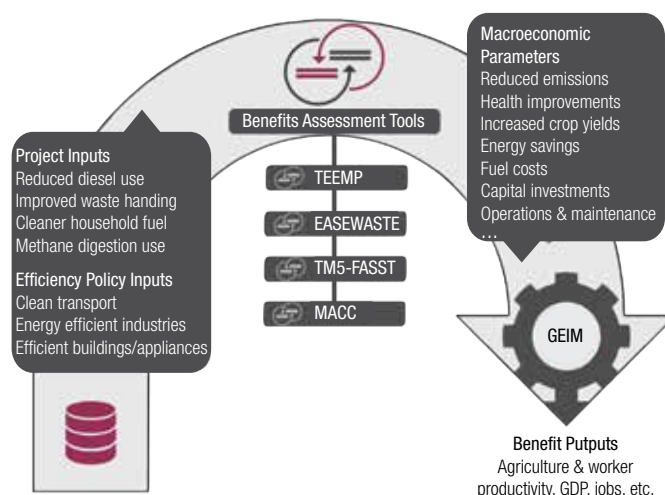 Project Inputs
Reduced diesel use
Improved waste handing
Cleaner household fuel
Methane digestion use
Efficiency Policy Inputs
Clean transport
Energy efficient industries
Efficient buildings/appliances
Benefits Assessment Tools
TEEMP
EASEWASTE
TM5-FASST
MACC
Macroeconomic
Parameters
Reduced emissions
Health improvements
Increased crop yields
Energy savings
Fuel costs
Capital investments
Operations & maintenance
...
GEIM
Benefit Putputs
Agriculture & worker
productivity, GDP, jobs, etc.